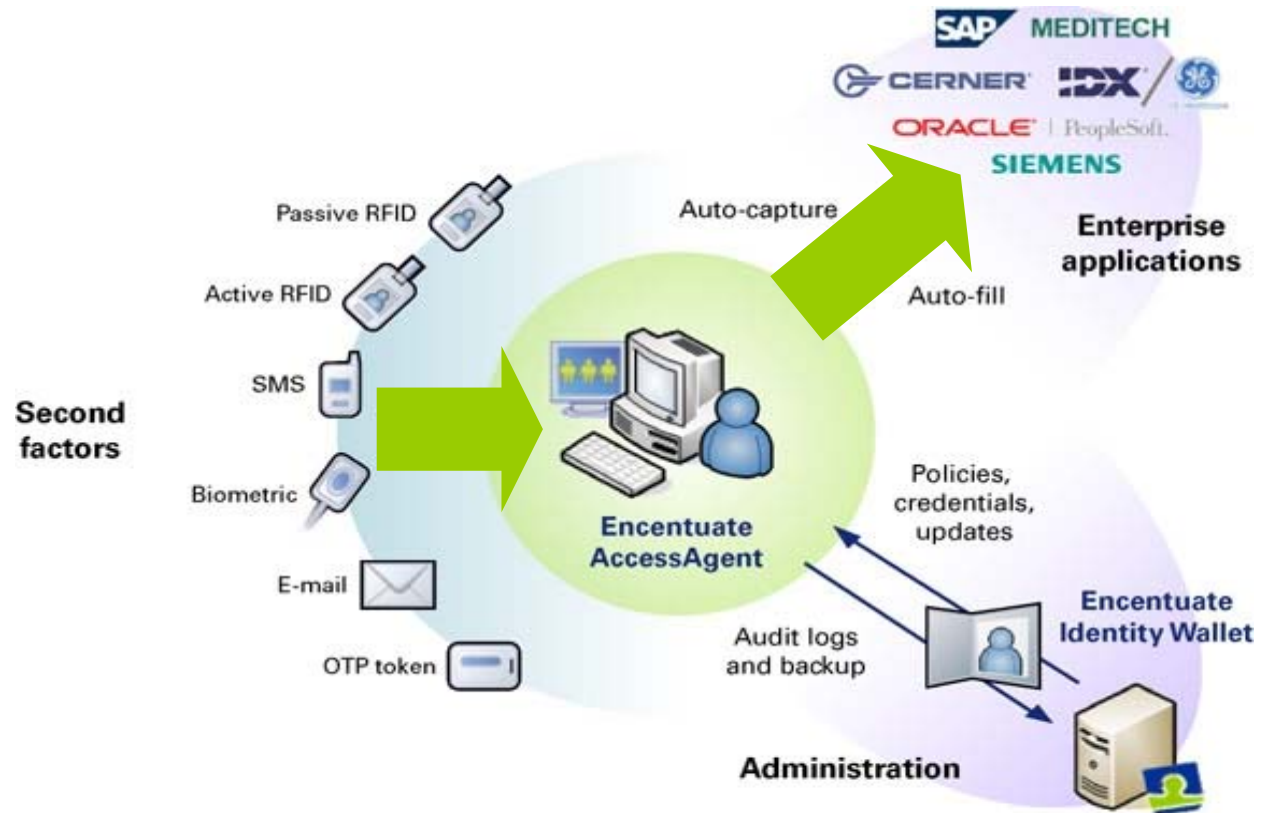 SAP MEDITECH
CERNER IDX
ORACLE | PeopleSoft.
SIEMENS
Enterprise
applications
Auto-capture
Auto-fill
Passive RFID
Active RFID
SMS
Biometric
E-mail
OTP token
Second
factors
Encentuate
AccessAgent
Policies,
credentials,
updates
Audit logs
and backup
Encentuate
Identity Wallet
Administration